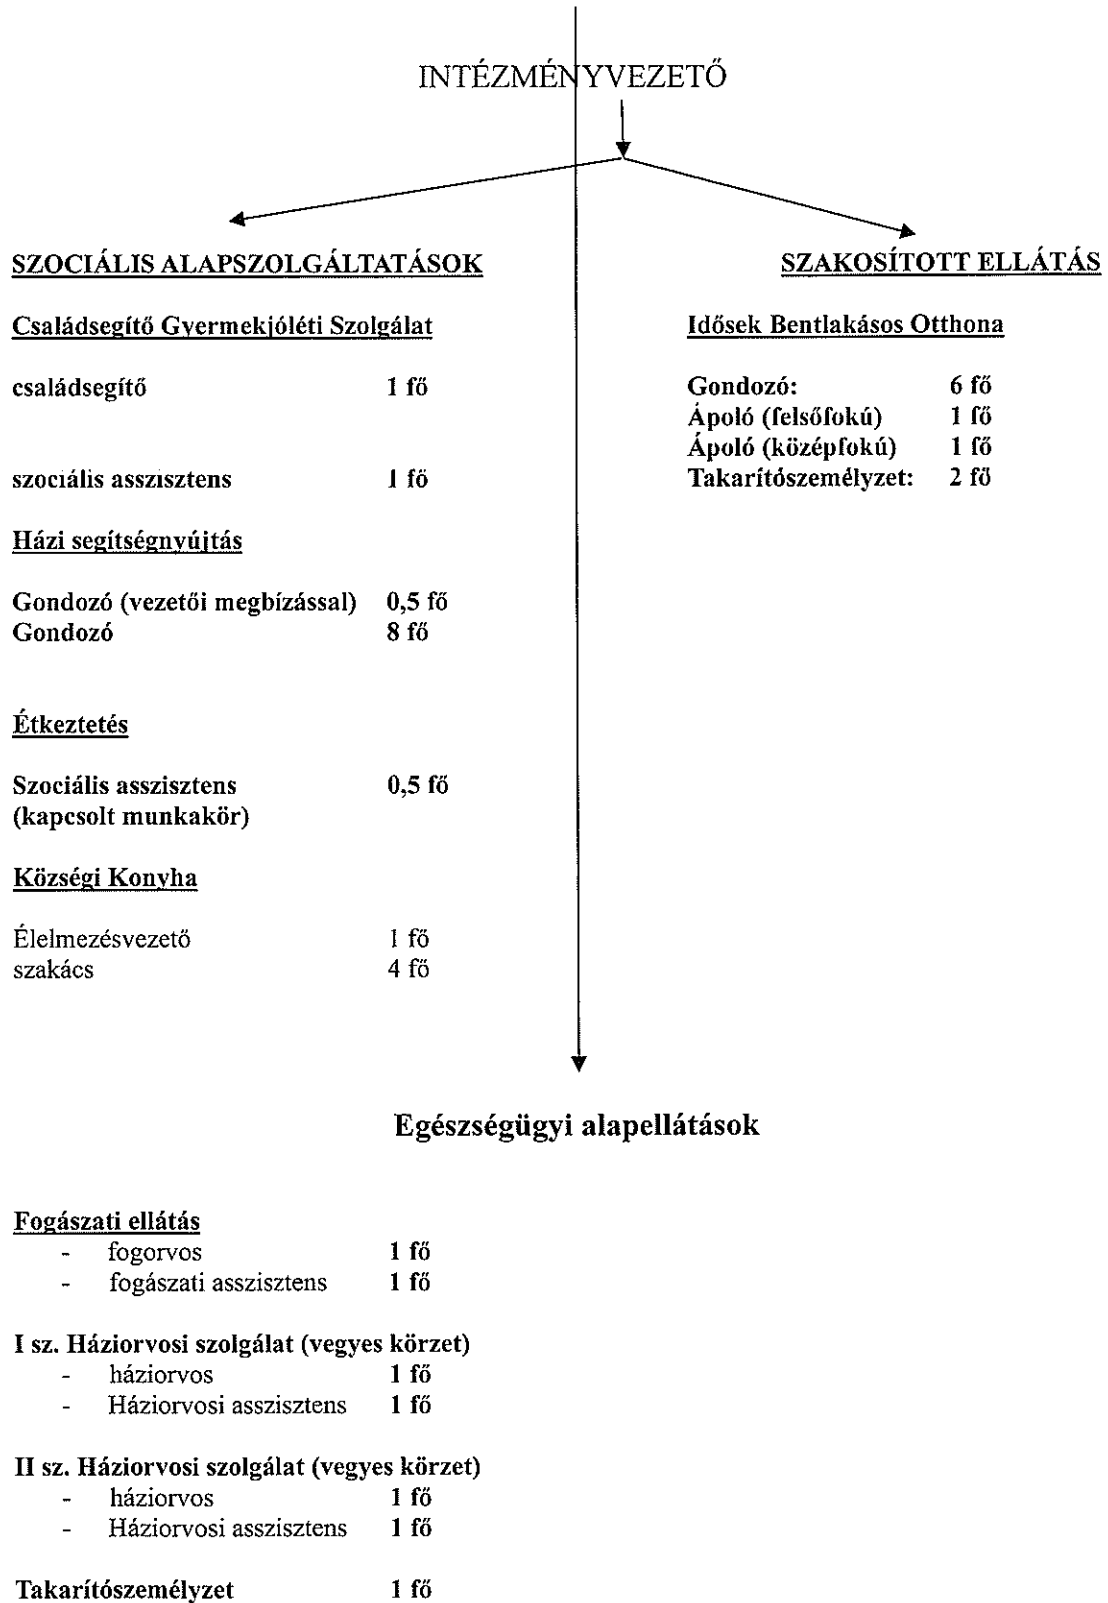 INTÉZMÉNYVEZETŐ
SZOCIÁLIS ALAPSZOLGÁLTATÁSOK
Családsegítő Gyermekjóléti Szolgálat
családsegítő 1 fő
szociális asszisztens 1 fő
Házi segítségnyújtás
Gondozó (vezetői megbízással) 0,5 fő
Gondozó 8 fő
Étkeztetés
Szociális asszisztens 0,5 fő
(kapcsolt munkakör)
Községi Konyha
Élelmezésvezető 1 fő
szakács 4 fő
SZAKOSÍTOTT ELLÁTÁS
Idősek Bentlakásos Otthona
Gondozó: 6 fő
Ápoló (felsőfokú) 1 fő
Ápoló (középfokú) 1 fő
Takarítószemélyzet: 2 fő
Egészségügyi alapellátások
Fogászati ellátás
- fogorvos 1 fő
- fogászati asszisztens 1 fő
I sz. Háziorvosi szolgálat (vegyes körzet)
- háziorvos 1 fő
- Háziorvosi asszisztens 1 fő
II sz. Háziorvosi szolgálat (vegyes körzet)
- háziorvos 1 fő
- Háziorvosi asszisztens 1 fő
Takarítószemélyzet 1 fő